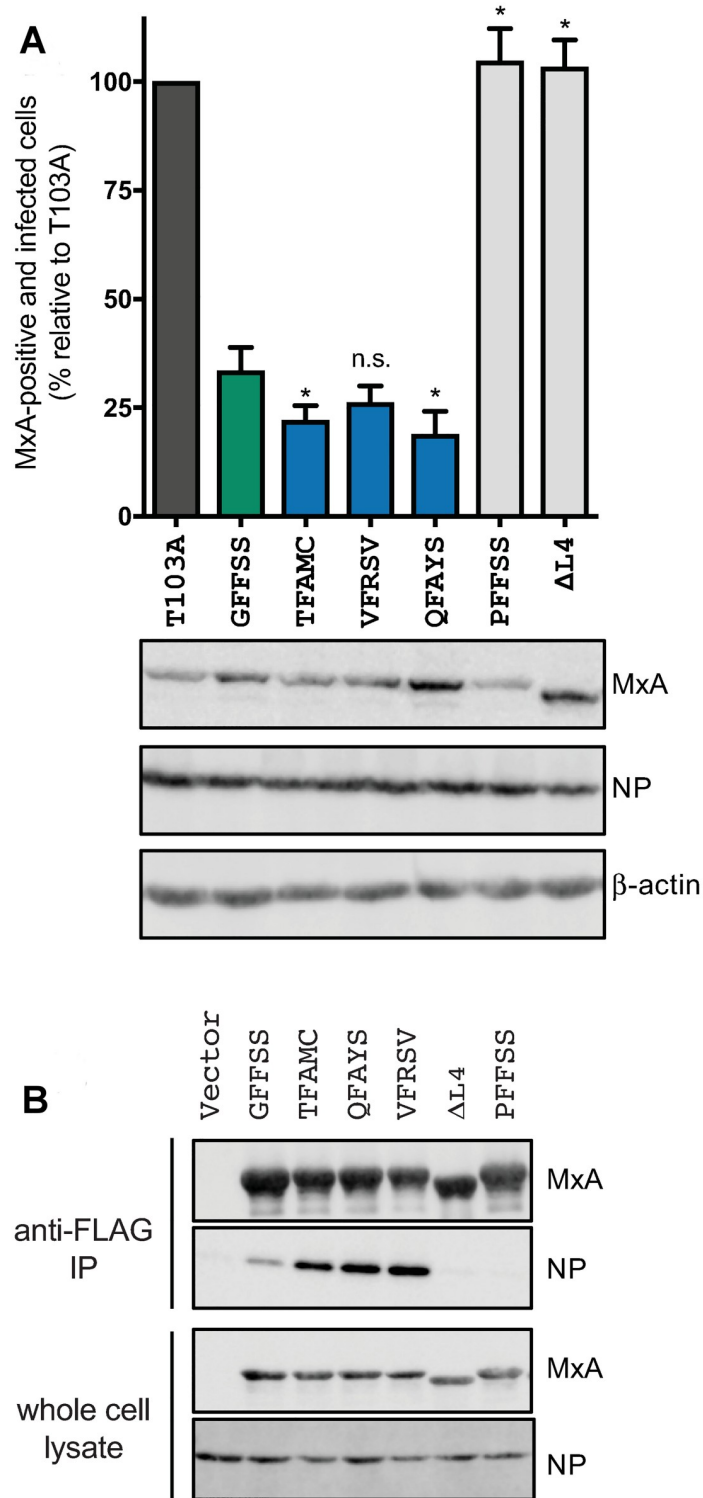 A
MxA-positive and infected cells
(% relative to T103A)
100
75
50
25
0
*
n.s.
*
*
*
T103A
GFFSS
TFAMC
VFRSV
QFAYS
PFFSS
ΔL4
MxA
NP
β-actin
B
Vector
GFFSS
TFAMC
QFAYS
VFRSV
ΔL4
PFFSS
anti-FLAG
IP
MxA
NP
whole cell
lysate
MxA
NP